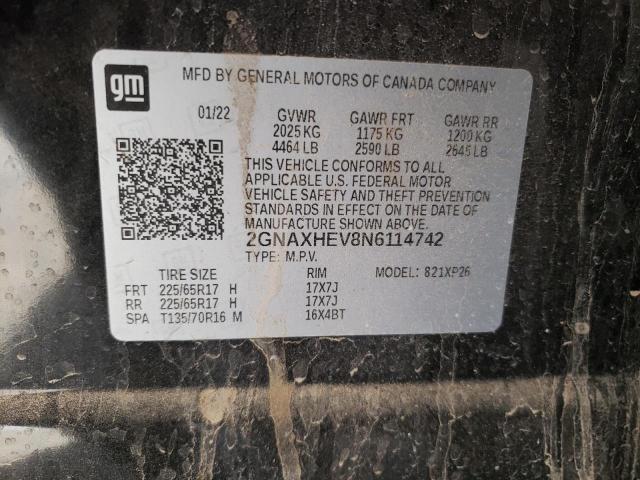 gm
MFD BY GENERAL MOTORS OF CANADA COMPANY
01/22 GVWR GAWR FRT GAWR RR
2025 KG 1175 KG 1200 KG
4464 LB 2590 LB 2645 LB
THIS VEHICLE CONFORMS TO ALL
APPLICABLE U.S. FEDERAL MOTOR
VEHICLE SAFETY AND THEFT PREVENTION
STANDARDS IN EFFECT ON THE DATE OF
MANUFACTURE SHOWN ABOVE.
2GNAXHEV8N6114742
TYPE: M.P.V. MODEL: 821XP26
TIRE SIZE RIM
FRT 225/65R17 H 17X7J
RR 225/65R17 H 17X7J
SPA T135/70R16 M 16X4BT